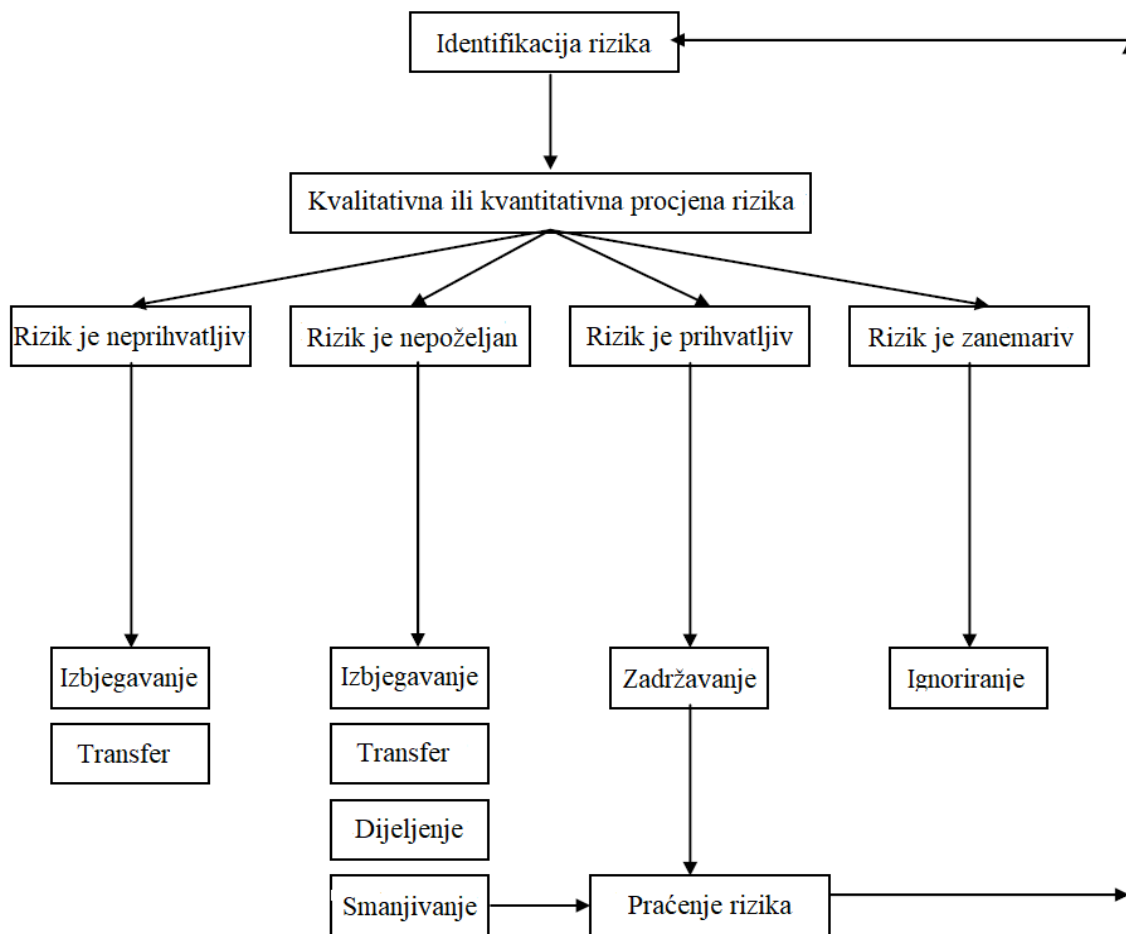 Identifikacija rizika
Kvalitativna ili kvantitativna procjena rizika
Rizik je neprihvatljiv
Rizik je nepoželjan
Rizik je prihvatljiv
Rizik je zanemariv
Izbjegavanje
Izbjegavanje
Zadržavanje
Ignoriranje
Transfer
Transfer
Dijeljenje
Smanjivanje
Praćenje rizika